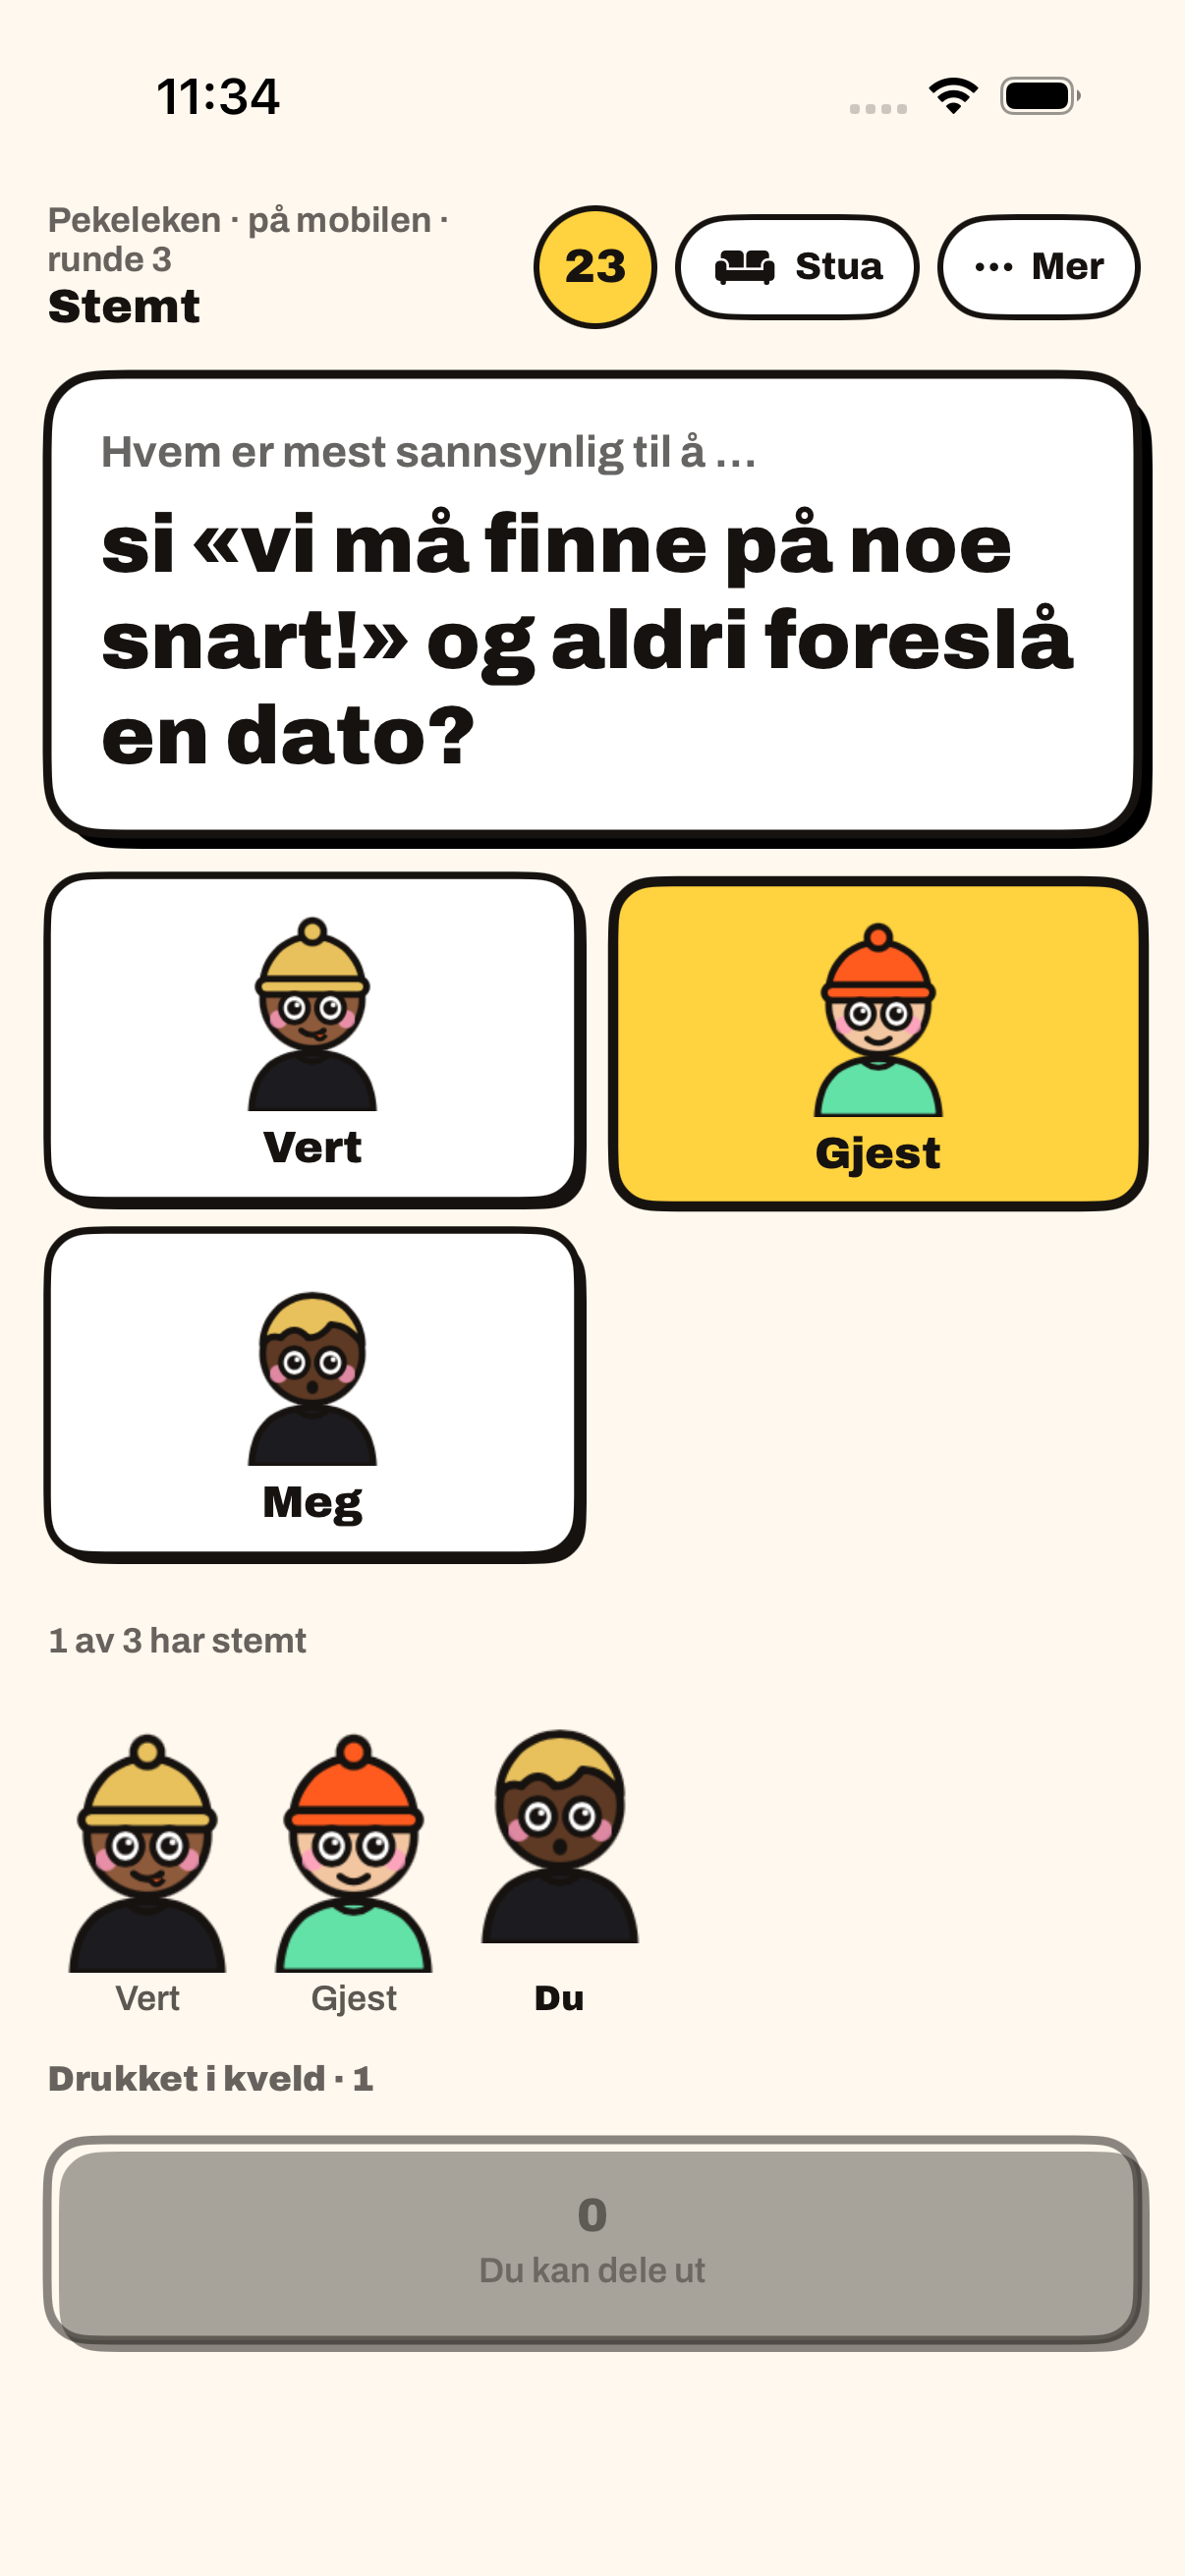 11:34
Pekeleken · på mobilen ·
runde 3
Stemt
23
Stua
··· Mer
Hvem er mest sannsynlig til å ...
si «vi må finne på noe
snart!» og aldri foreslå
en dato?
Vert
Gjest
Meg
1 av 3 har stemt
Vert
Gjest
Du
Drukket i kveld · 1
0
Du kan dele ut